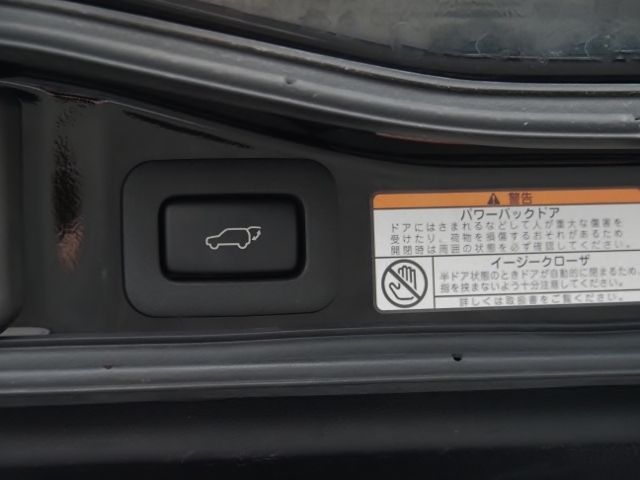 警告
パワーバックドア
ドアにはさまれるなどして人が重大な傷害を
受けたり、荷物を損傷するおそれがあるため
開閉時は周囲の状態を必ず確認してください。
イージークローザ
半ドア状態のときドアが自動的に閉まるため
指を挟まないよう十分注意してください。
詳しくは取扱書をご覧ください。